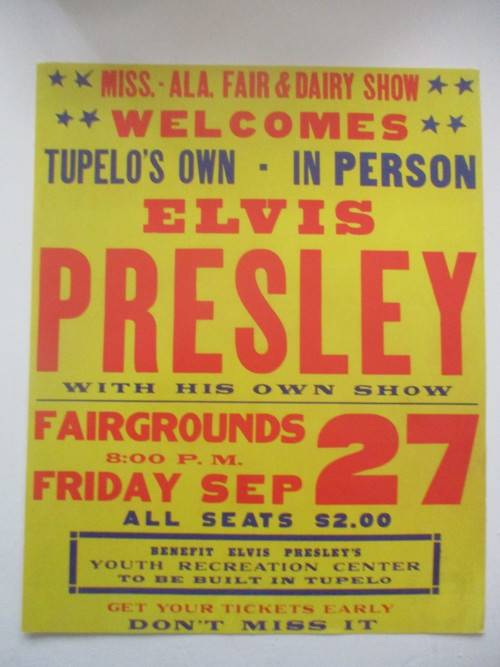 MISS.-ALA. FAIR & DAIRY SHOW
WELCOMES
TUPELO'S OWN - IN PERSON
ELVIS
PRESLEY
WITH HIS OWN SHOW
FAIRGROUNDS
8:00 P. M.
FRIDAY SEP 27
ALL SEATS $2.00
BENEFIT ELVIS PRESLEY'S
YOUTH RECREATION CENTER
TO BE BUILT IN TUPELO
GET YOUR TICKETS EARLY
DON'T MISS IT